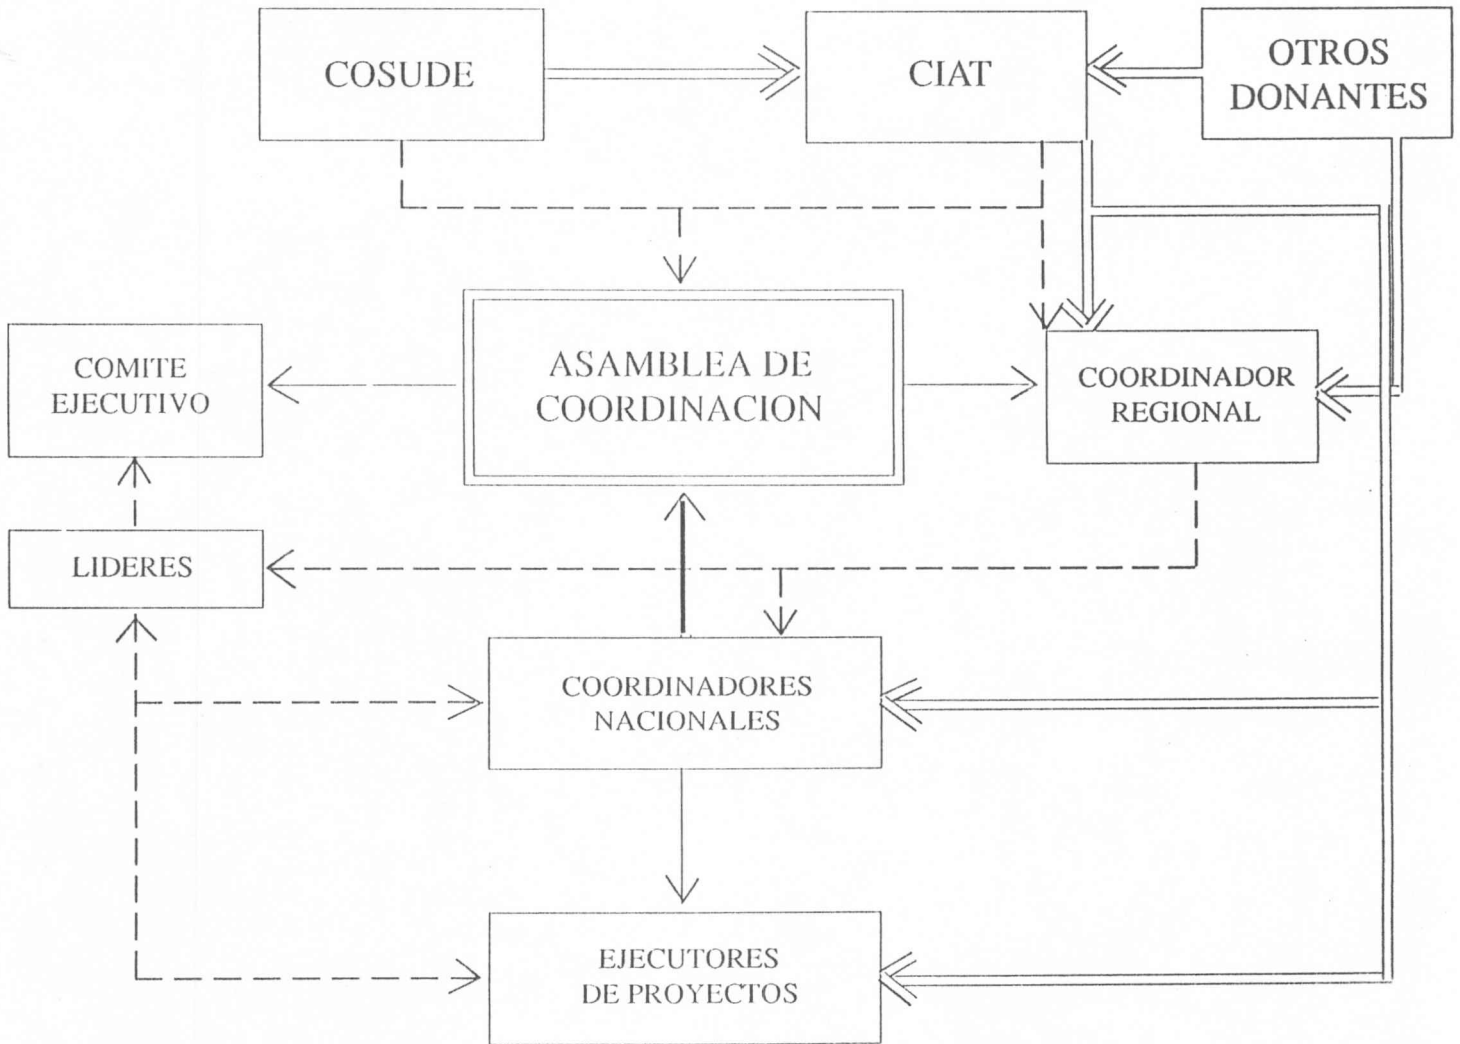 COSUDE
CIAT
OTROS
DONANTES
COMITE
EJECUTIVO
ASAMBLEA DE
COORDINACION
COORDINADOR
REGIONAL
LIDERES
COORDINADORES
NACIONALES
EJECUTORES
DE PROYECTOS